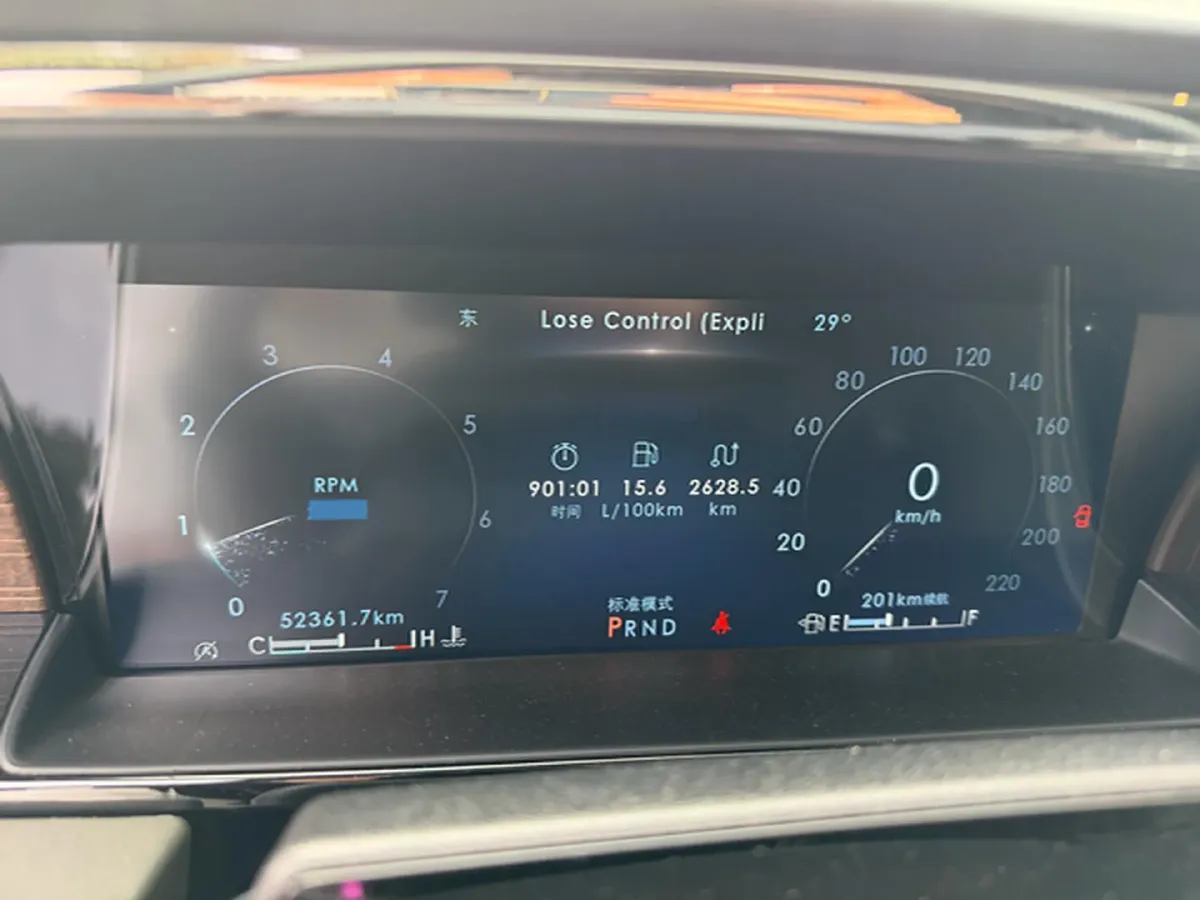 东 Lose Control (Expli 29°
3 4
2 5
1 6
0 7
RPM
901:01 15.6 2628.5
时间 L/100km km
100 120
80 140
60 160
40 180
20 200
0 220
0
km/h
52361.7km
C H
标准模式
PRND
201km续航
E F